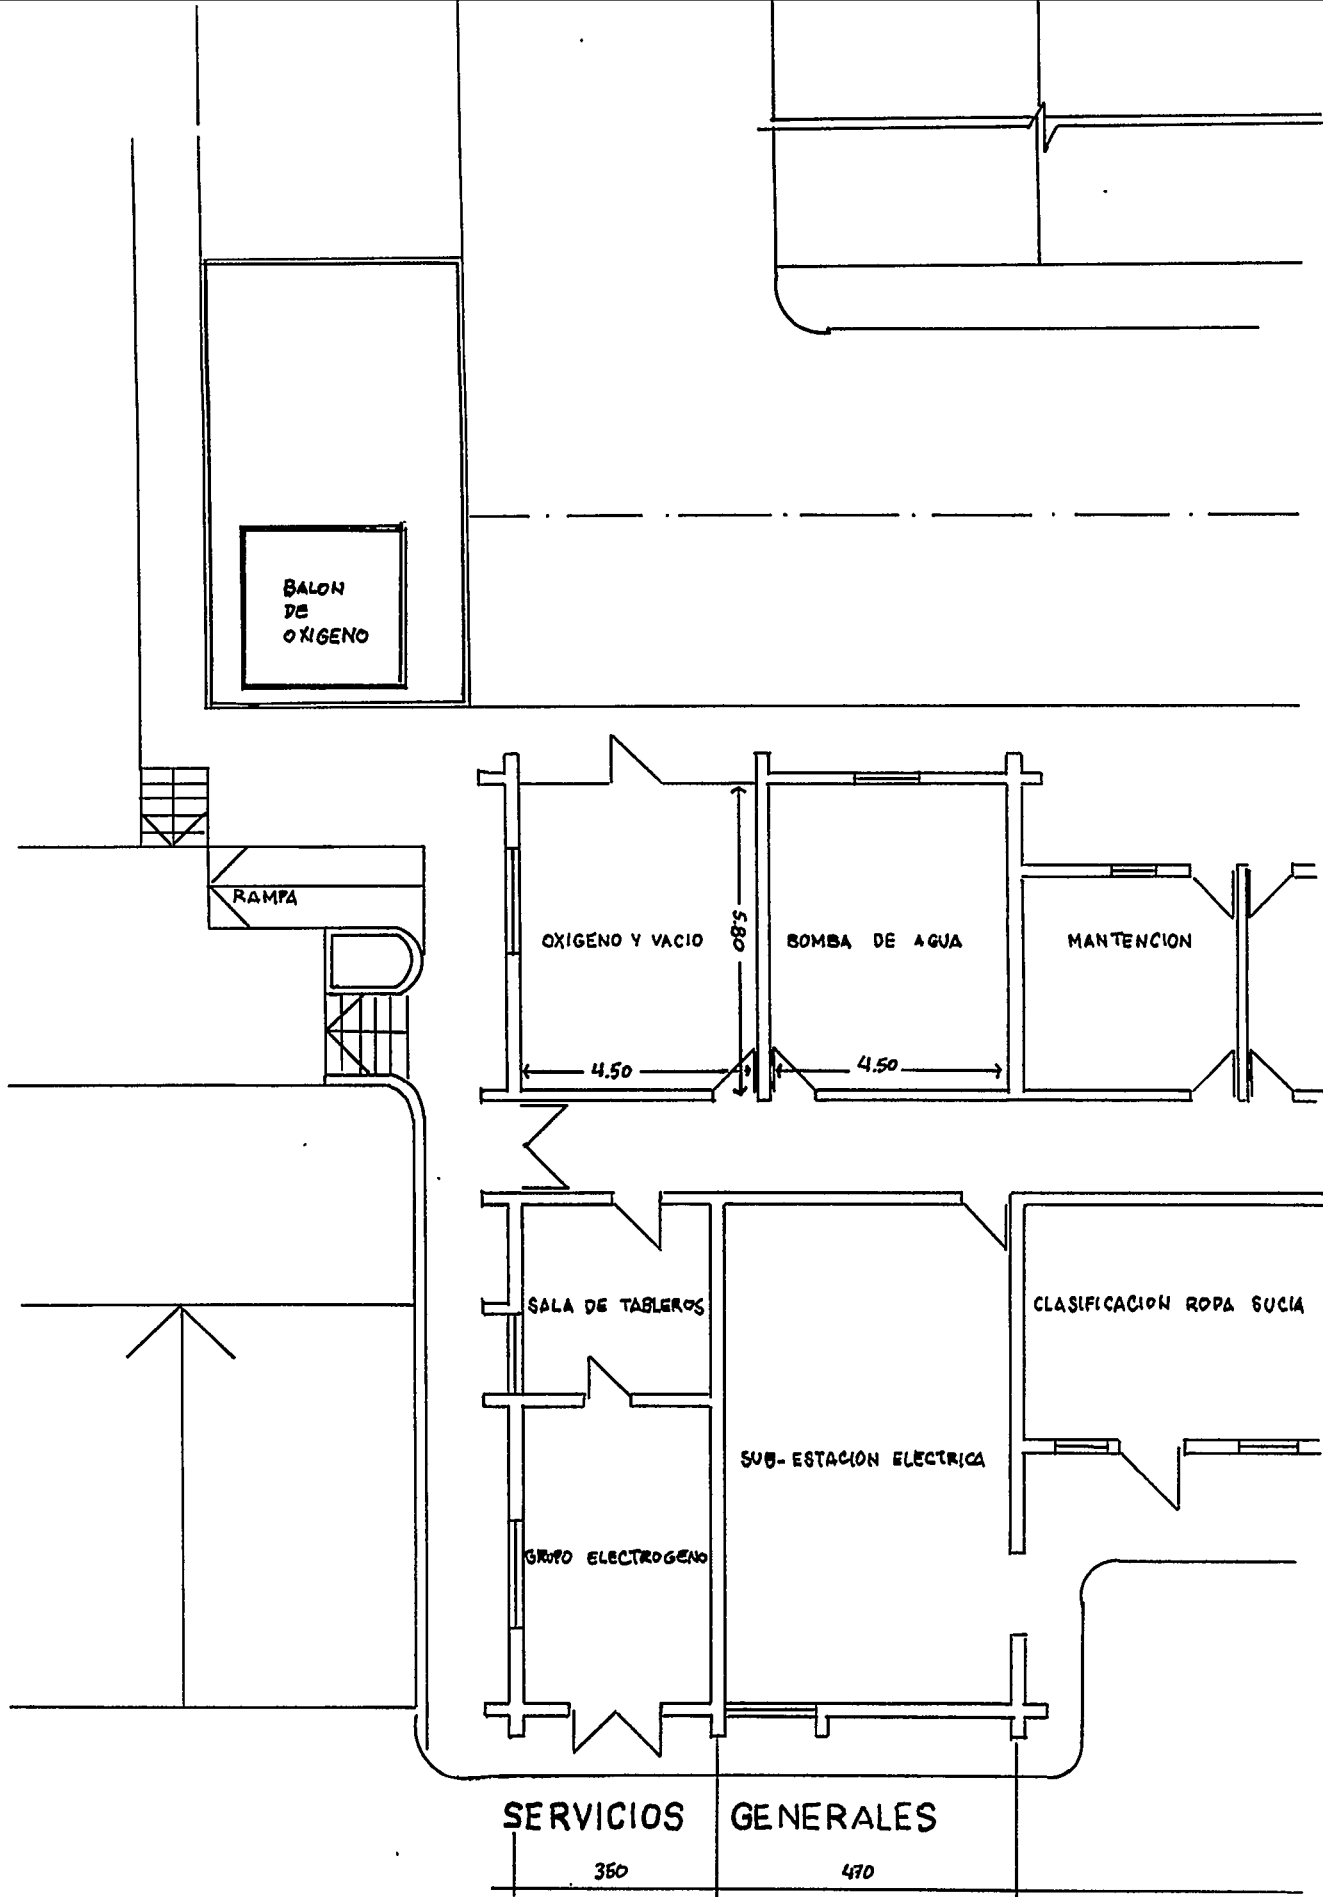 BALON
DE
OXIGENO
RAMPA
OXIGENO Y VACIO
5.80
BOMBA DE AGUA
MANTENCION
4.50
4.50
SALA DE TABLEROS
CLASIFICACION ROPA SUCIA
SUB-ESTACION ELECTRICA
GRUPO ELECTROGENO
SERVICIOS GENERALES
350
470